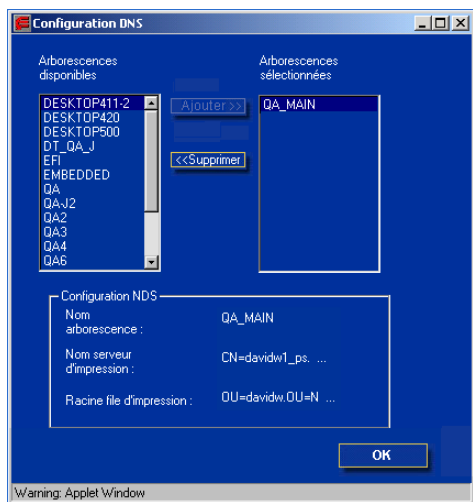 Configuration DNS
Arborescences
disponibles
Arborescences
sélectionnées
DESKTOP411-2
DESKTOP420
DESKTOP500
DT_QA_J
EFI
EMBEDDED
QA
QA-J2
QA2
QA3
QA4
QA6
Ajouter >>
<<Supprimer
QA_MAIN
Configuration NDS
Nom
arborescence :
QA_MAIN
Nom serveur
d'impression :
CN=davidw1_ps. ...
Racine file d'impression :
OU=davidw.OU=N ...
OK
Warning: Applet Window